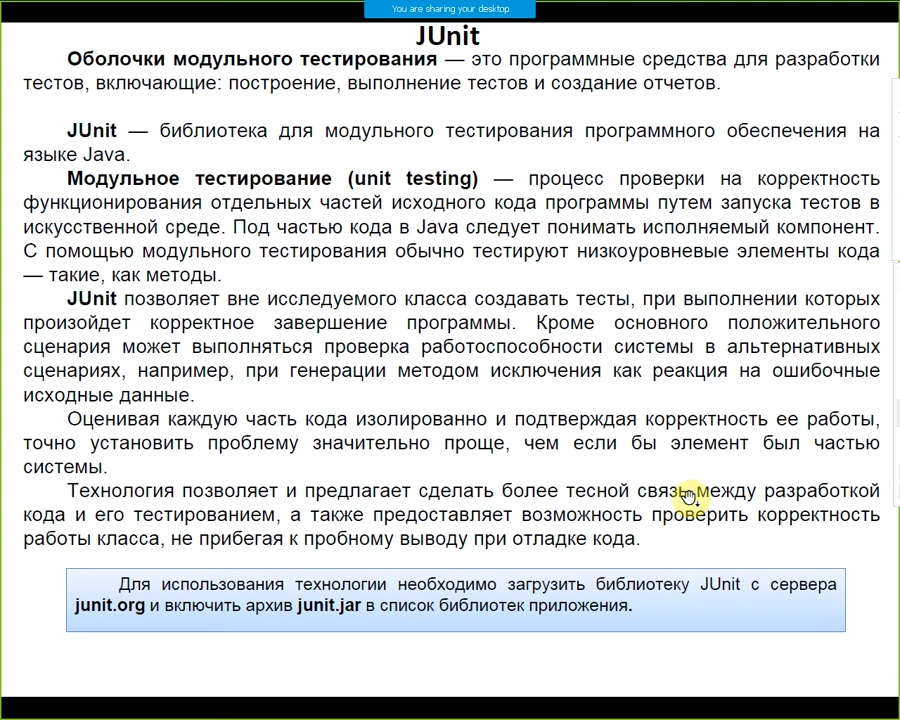 You are sharing your desktop
JUnit
Оболочки модульного тестирования — это программные средства для разработки
тестов, включающие: построение, выполнение тестов и создание отчетов.
JUnit — библиотека для модульного тестирования программного обеспечения на
языке Java.
Модульное тестирование (unit testing) — процесс проверки на корректность
функционирования отдельных частей исходного кода программы путем запуска тестов в
искусственной среде. Под частью кода в Java следует понимать исполняемый компонент.
С помощью модульного тестирования обычно тестируют низкоуровневые элементы кода
— такие, как методы.
JUnit позволяет вне исследуемого класса создавать тесты, при выполнении которых
произойдет корректное завершение программы. Кроме основного положительного
сценария может выполняться проверка работоспособности системы в альтернативных
сценариях, например, при генерации методом исключения как реакция на ошибочные
исходные данные.
Оценивая каждую часть кода изолированно и подтверждая корректность ее работы,
точно установить проблему значительно проще, чем если бы элемент был частью
системы.
Технология позволяет и предлагает сделать более тесной связь между разработкой
кода и его тестированием, а также предоставляет возможность проверить корректность
работы класса, не прибегая к пробному выводу при отладке кода.
Для использования технологии необходимо загрузить библиотеку JUnit с сервера
junit.org и включить архив junit.jar в список библиотек приложения.